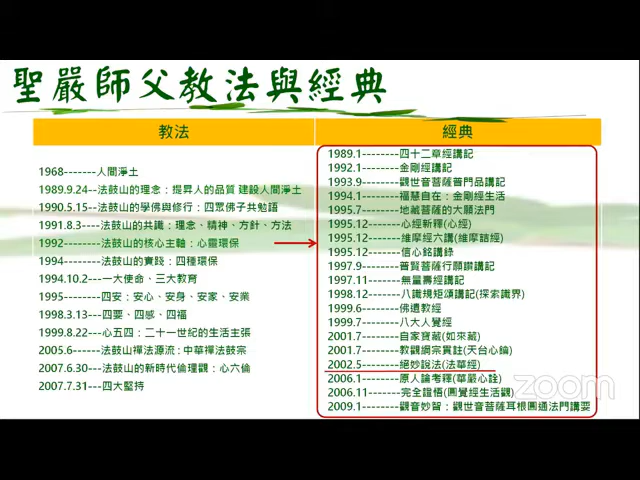 聖嚴師父教法與經典
教法
1968-------人間淨土
1989.9.24--法鼓山的理念：提昇人的品質 建設人間淨土
1990.5.15--法鼓山的學佛與修行：四眾佛子共勉語
1991.8.3----法鼓山的共識：理念、精神、方針、方法
1992-------法鼓山的核心主軸：心靈環保
1994-------法鼓山的實踐：四種環保
1994.10.2---一大使命、三大教育
1995-------四安：安心、安身、安家、安業
1998.3.13---四要、四感、四福
1999.8.22---心五四：二十一世紀的生活主張
2005.6------法鼓山禪法源流：中華禪法鼓宗
2007.6.30---法鼓山的新時代倫理觀：心六倫
2007.7.31---四大堅持
經典
1989.1--------四十二章經講記
1992.1--------金剛經講記
1993.9--------觀世音菩薩普門品講記
1994.1--------福慧自在：金剛經生活
1995.7--------地藏菩薩的大願法門
1995.12-------心經新釋(心經)
1995.12-------維摩經六講(維摩詰經)
1995.12-------信心銘講錄
1997.9--------普賢菩薩行願讚講記
1997.11-------無量壽經講記
1998.12-------八識規矩頌講記(探索識界)
1999.6--------佛遺教經
1999.7--------八大人覺經
2001.7--------自家寶藏(如來藏)
2001.7--------教觀綱宗貫註(天台心鑰)
2002.5--------絕妙說法(法華經)
2006.1--------原人論考釋(華嚴心詮)
2006.11-------完全證悟(圓覺經生活觀)
2009.1--------觀音妙智：觀世音菩薩耳根圓通法門講要
zoom